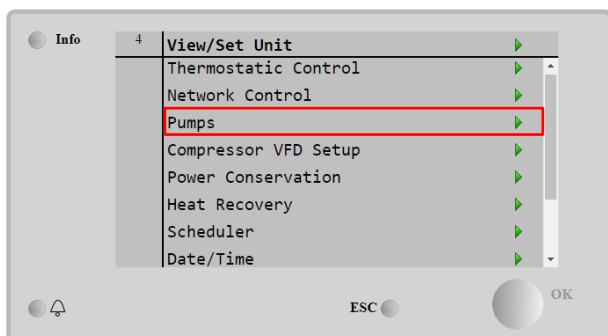 Info
4 View/Set Unit
Thermostatic Control
Network Control
Pumps
Compressor VFD Setup
Power Conservation
Heat Recovery
Scheduler
Date/Time
ESC
OK